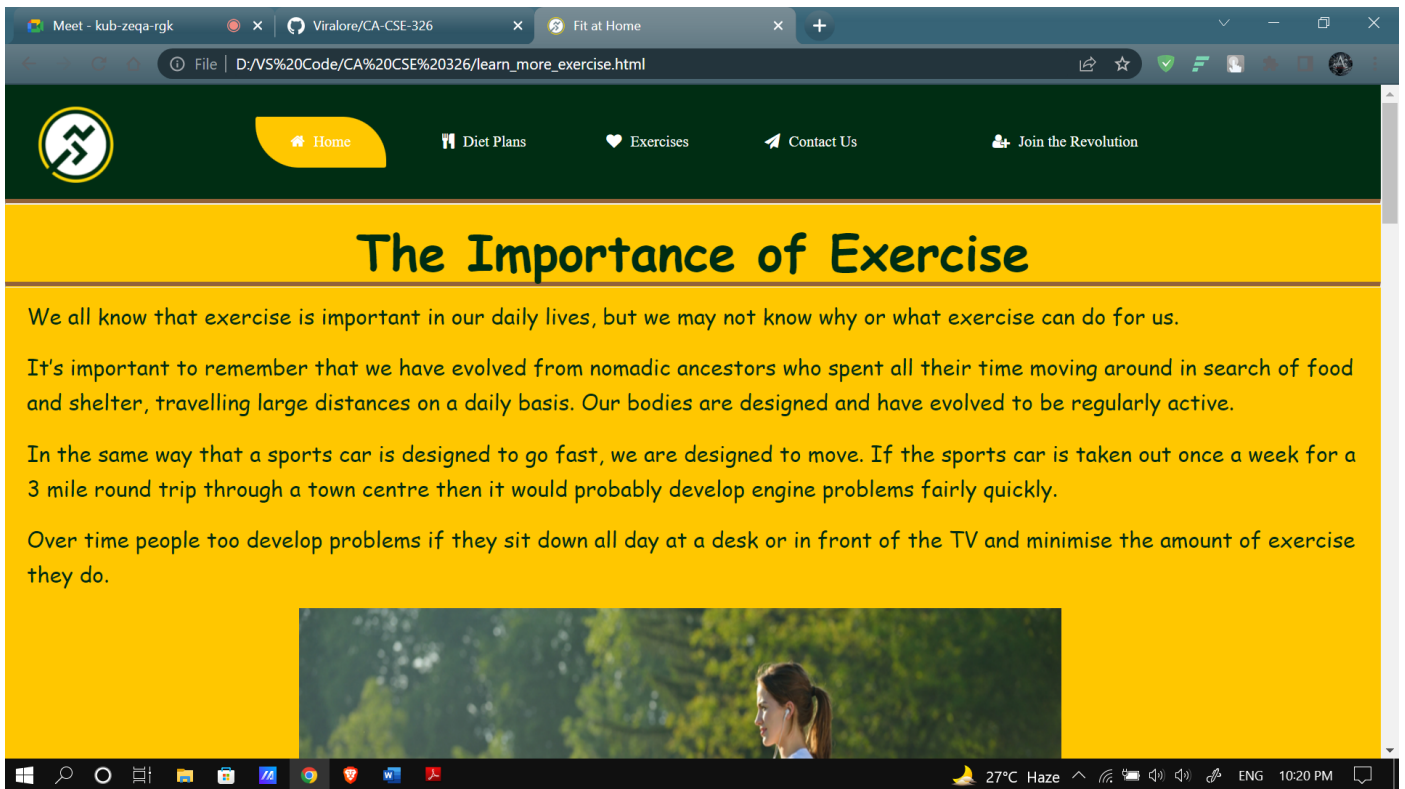 Meet - kub-zeqa-rgk
Viralore/CA-CSE-326
Fit at Home
File | D:/VS%20Code/CA%20CSE%20326/learn_more_exercise.html
Home
Diet Plans
Exercises
Contact Us
Join the Revolution
The Importance of Exercise
We all know that exercise is important in our daily lives, but we may not know why or what exercise can do for us.
It's important to remember that we have evolved from nomadic ancestors who spent all their time moving around in search of food
and shelter, travelling large distances on a daily basis. Our bodies are designed and have evolved to be regularly active.
In the same way that a sports car is designed to go fast, we are designed to move. If the sports car is taken out once a week for a
3 mile round trip through a town centre then it would probably develop engine problems fairly quickly.
Over time people too develop problems if they sit down all day at a desk or in front of the TV and minimise the amount of exercise
they do.
27°C Haze
ENG
10:20 PM